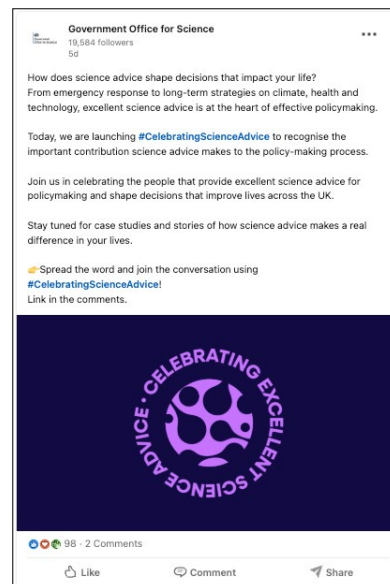 Government Office for Science
19,584 followers
5d
How does science advice shape decisions that impact your life?
From emergency response to long-term strategies on climate, health and
technology, excellent science advice is at the heart of effective policymaking.
Today, we are launching #CelebratingScienceAdvice to recognise the
important contribution science advice makes to the policy-making process.
Join us in celebrating the people that provide excellent science advice for
policymaking and shape decisions that improve lives across the UK.
Stay tuned for case studies and stories of how science advice makes a real
difference in your lives.
👉Spread the word and join the conversation using
#CelebratingScienceAdvice!
Link in the comments.
CELEBRATING EXCELLENT SCIENCE ADVICE •
98 · 2 Comments
Like
Comment
Share